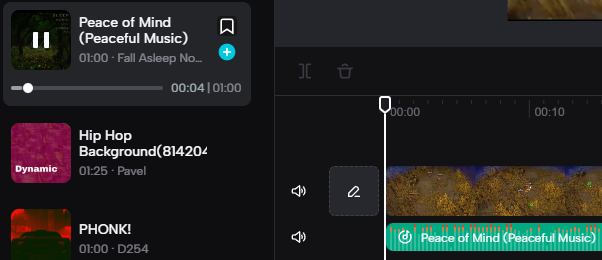 Peace of Mind
(Peaceful Music)
01:00 · Fall Asleep No...
00:04 | 01:00
Hip Hop
Background(814204
01:25 · Pavel
Dynamic
PHONK!
01:00 · D254
00:00
00:10
Peace of Mind (Peaceful Music)